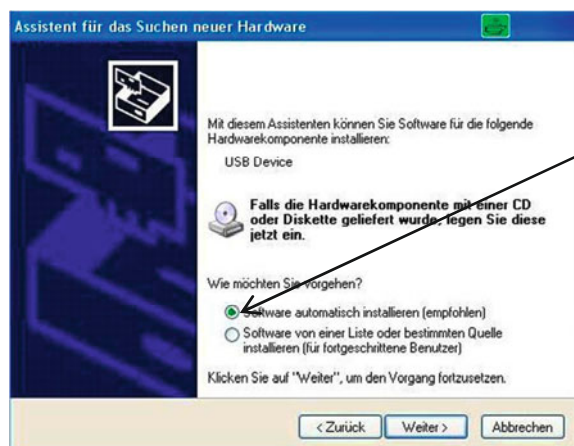 Assistent für das Suchen neuer Hardware
Mit diesem Assistenten können Sie Software für die folgende
Hardwarekomponente installieren:
USB Device
Falls die Hardwarekomponente mit einer CD
oder Diskette geliefert wurde, legen Sie diese
jetzt ein.
Wie möchten Sie vorgehen?
Software automatisch installieren (empfohlen)
Software von einer Liste oder bestimmten Quelle
installieren (für fortgeschrittene Benutzer)
Klicken Sie auf "Weiter", um den Vorgang fortzusetzen.
< Zurück Weiter > Abbrechen